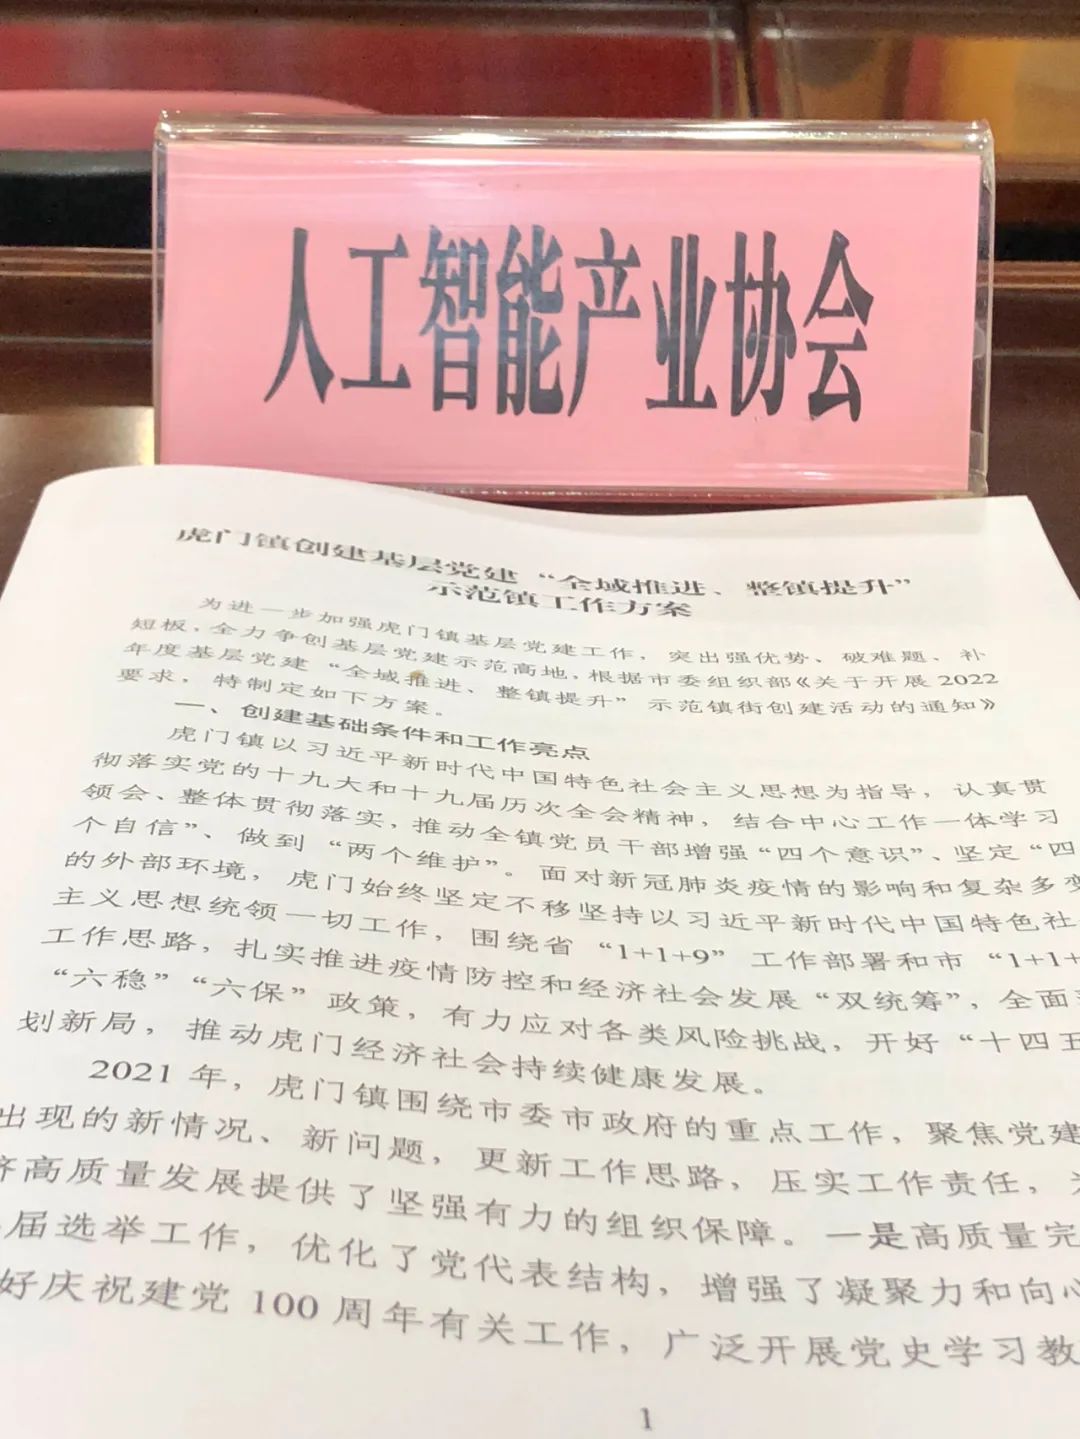 人工智能产业协会
虎门镇创建基层党建“全域推进、整镇提升”
示范镇工作方案
为进一步加强虎门镇基层党建工作，突出强优势、破难题、补
短板，全力争创基层党建示范高地，根据市委组织部《关于开展2022
年度基层党建“全域推进、整镇提升”示范镇街创建活动的通知》
要求，特制定如下方案。
一、创建基础条件和工作亮点
虎门镇以习近平新时代中国特色社会主义思想为指导，认真贯
彻落实党的十九大和十九届历次全会精神，结合中心工作一体学习
领会、整体贯彻落实，推动全镇党员干部增强“四个意识”、坚定“四
个自信”、做到“两个维护”。面对新冠肺炎疫情的影响和复杂多变
的外部环境，虎门始终坚定不移坚持以习近平新时代中国特色社
主义思想统领一切工作，围绕省“1+1+9”工作部署和市“1+1+
工作思路，扎实推进疫情防控和经济社会发展“双统筹”，全面
“六稳”“六保”政策，有力应对各类风险挑战，开好“十四五
划新局，推动虎门经济社会持续健康发展。
2021年，虎门镇围绕市委市政府的重点工作，聚焦党建
出现的新情况、新问题，更新工作思路，压实工作责任，
济高质量发展提供了坚强有力的组织保障。一是高质量完
届选举工作，优化了党代表结构，增强了凝聚力和向心
好庆祝建党100周年有关工作，广泛开展党史学习教
1